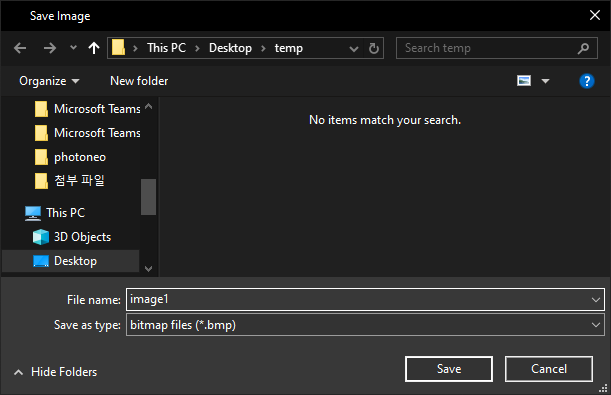 Save Image
This PC Desktop temp
Search temp
Organize
New folder
Microsoft Teams
Microsoft Teams
photoneo
첨부 파일
This PC
3D Objects
Desktop
No items match your search.
File name: image1
Save as type: bitmap files (*.bmp)
Hide Folders
Save
Cancel